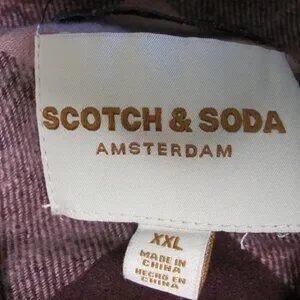 SCOTCH & SODA
AMSTERDAM
XXL
MADE IN
CHINA
HECHO EN
CHINA